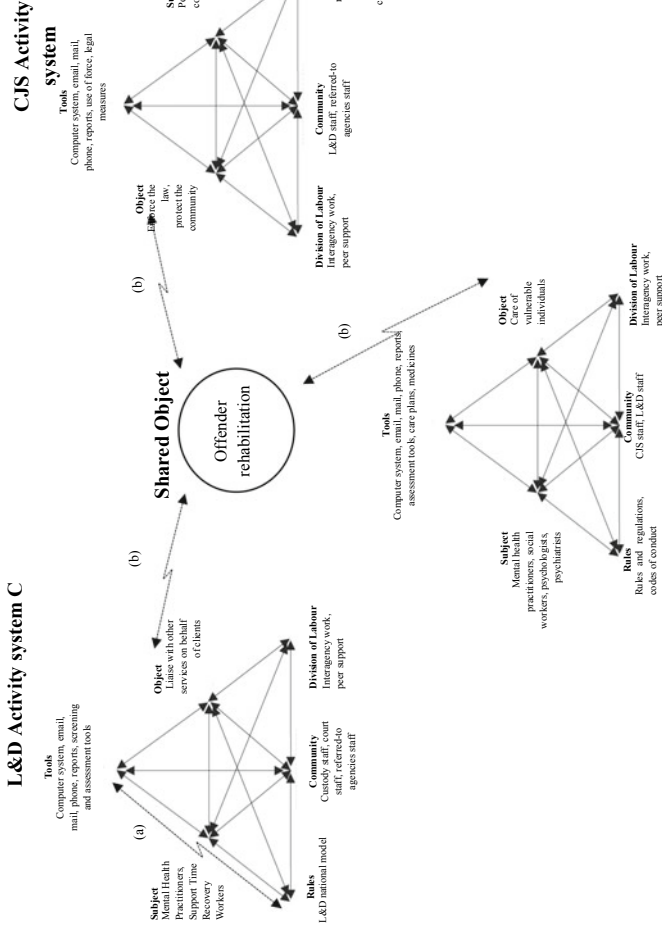 L&D Activity system C
Tools
Computer system, email,
mail, phone, reports, screening
and assessment tools
(a)
Subject
Mental Health
Practitioners,
Support Time
Recovery
Workers
Object
Liaise with other
services on behalf
of clients
Rules
L&D national model
Community
Custody staff, court
staff, referred-to
agencies staff
Division of Labour
Interagency work,
peer support
(b)
Shared Object
Offender
rehabilitation
(b)
(b)
CJS Activity
system
Tools
Computer system, email, mail,
phone, reports, use of force, legal
measures
Object
Enforce the
law,
protect the
community
Division of Labour
Interagency work,
peer support
Community
L&D staff, referred-to
agencies staff
Tools
Computer system, email, mail, phone, reports,
assessment tools, care plans, medicines
Subject
Mental health
practitioners, social
workers, psychologists,
psychiatrists
Object
Care of
vulnerable
individuals
Rules
Rules and regulations,
codes of conduct
Community
CJS staff, L&D staff
Division of Labour
Interagency work,
peer support